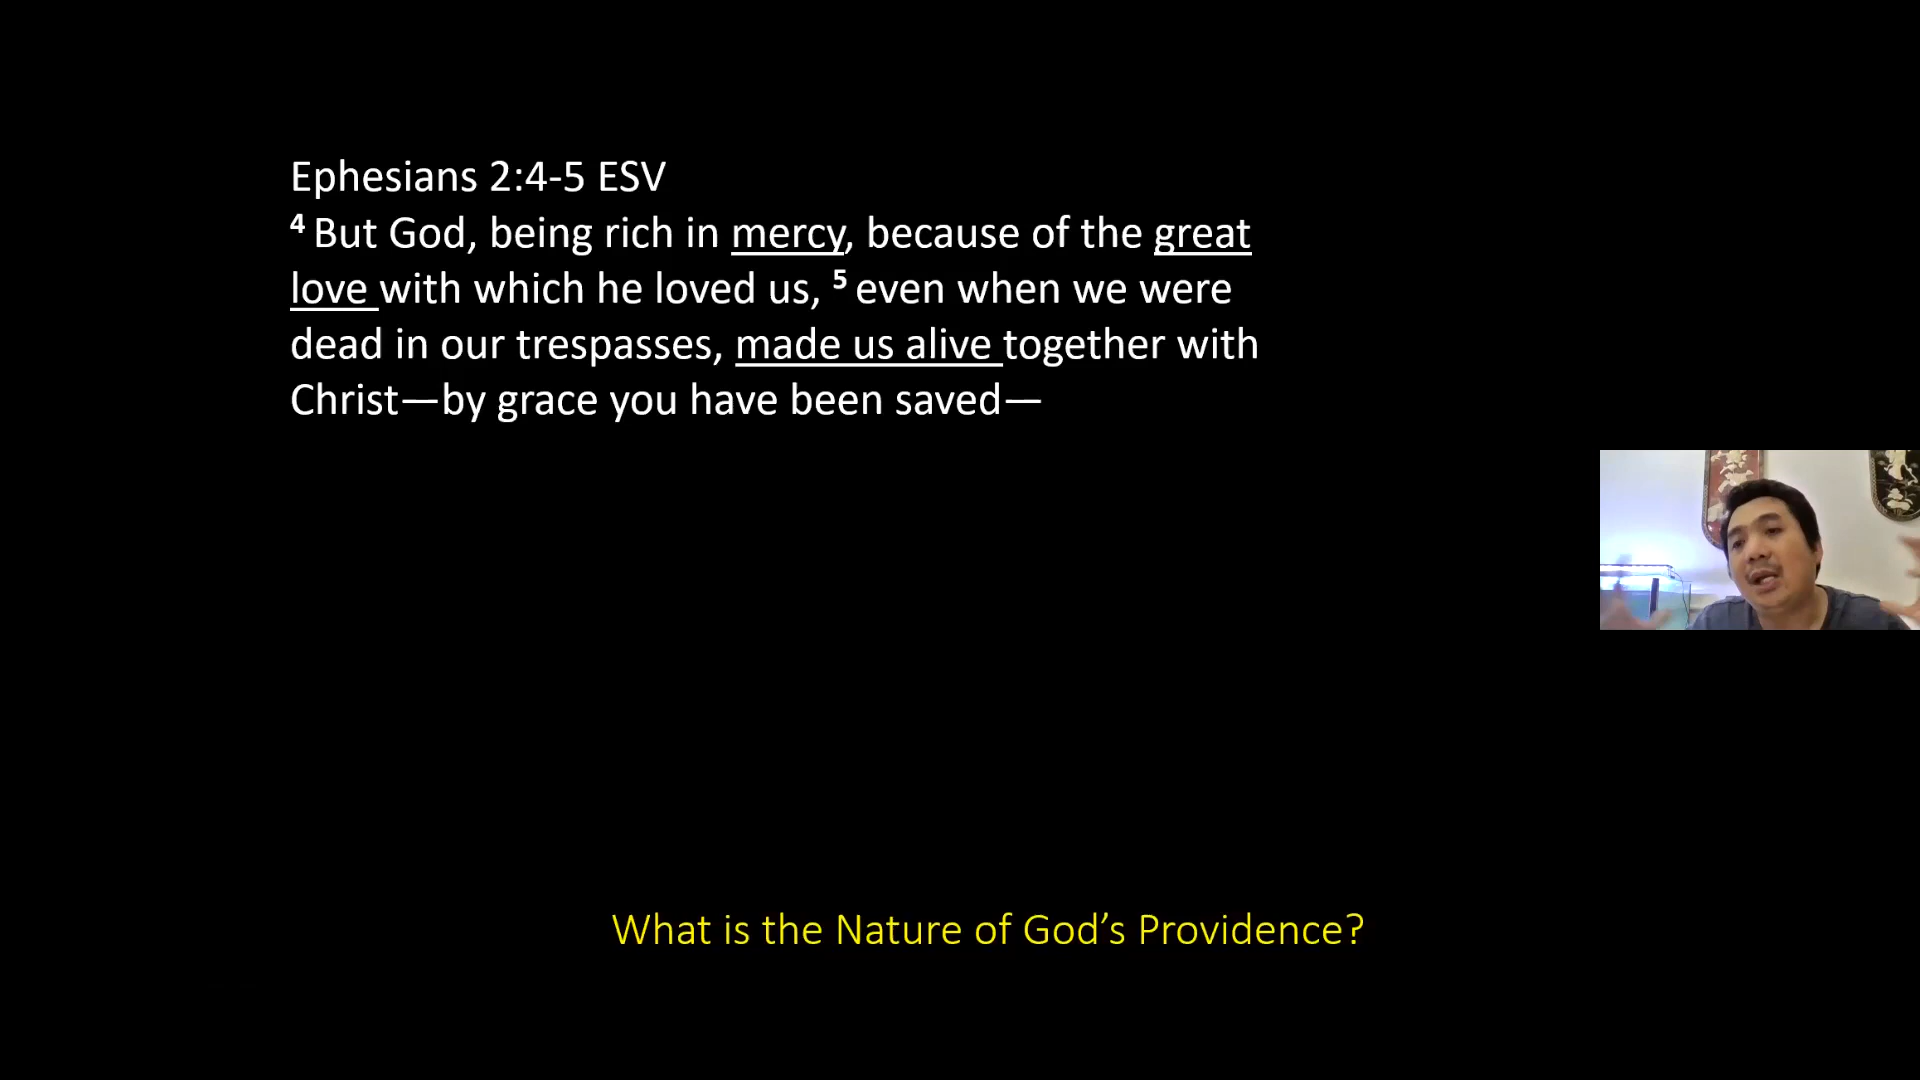 Ephesians 2:4-5 ESV
4 But God, being rich in mercy, because of the great
love with which he loved us, 5 even when we were
dead in our trespasses, made us alive together with
Christ—by grace you have been saved—
What is the Nature of God’s Providence?